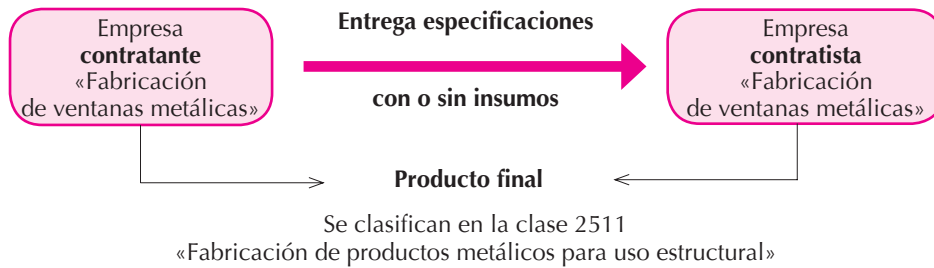 Empresa
contratante
«Fabricación
de ventanas metálicas»
Entrega especificaciones
con o sin insumos
Empresa
contratista
«Fabricación
de ventanas metálicas»
Producto final
Se clasifican en la clase 2511
«Fabricación de productos metálicos para uso estructural»